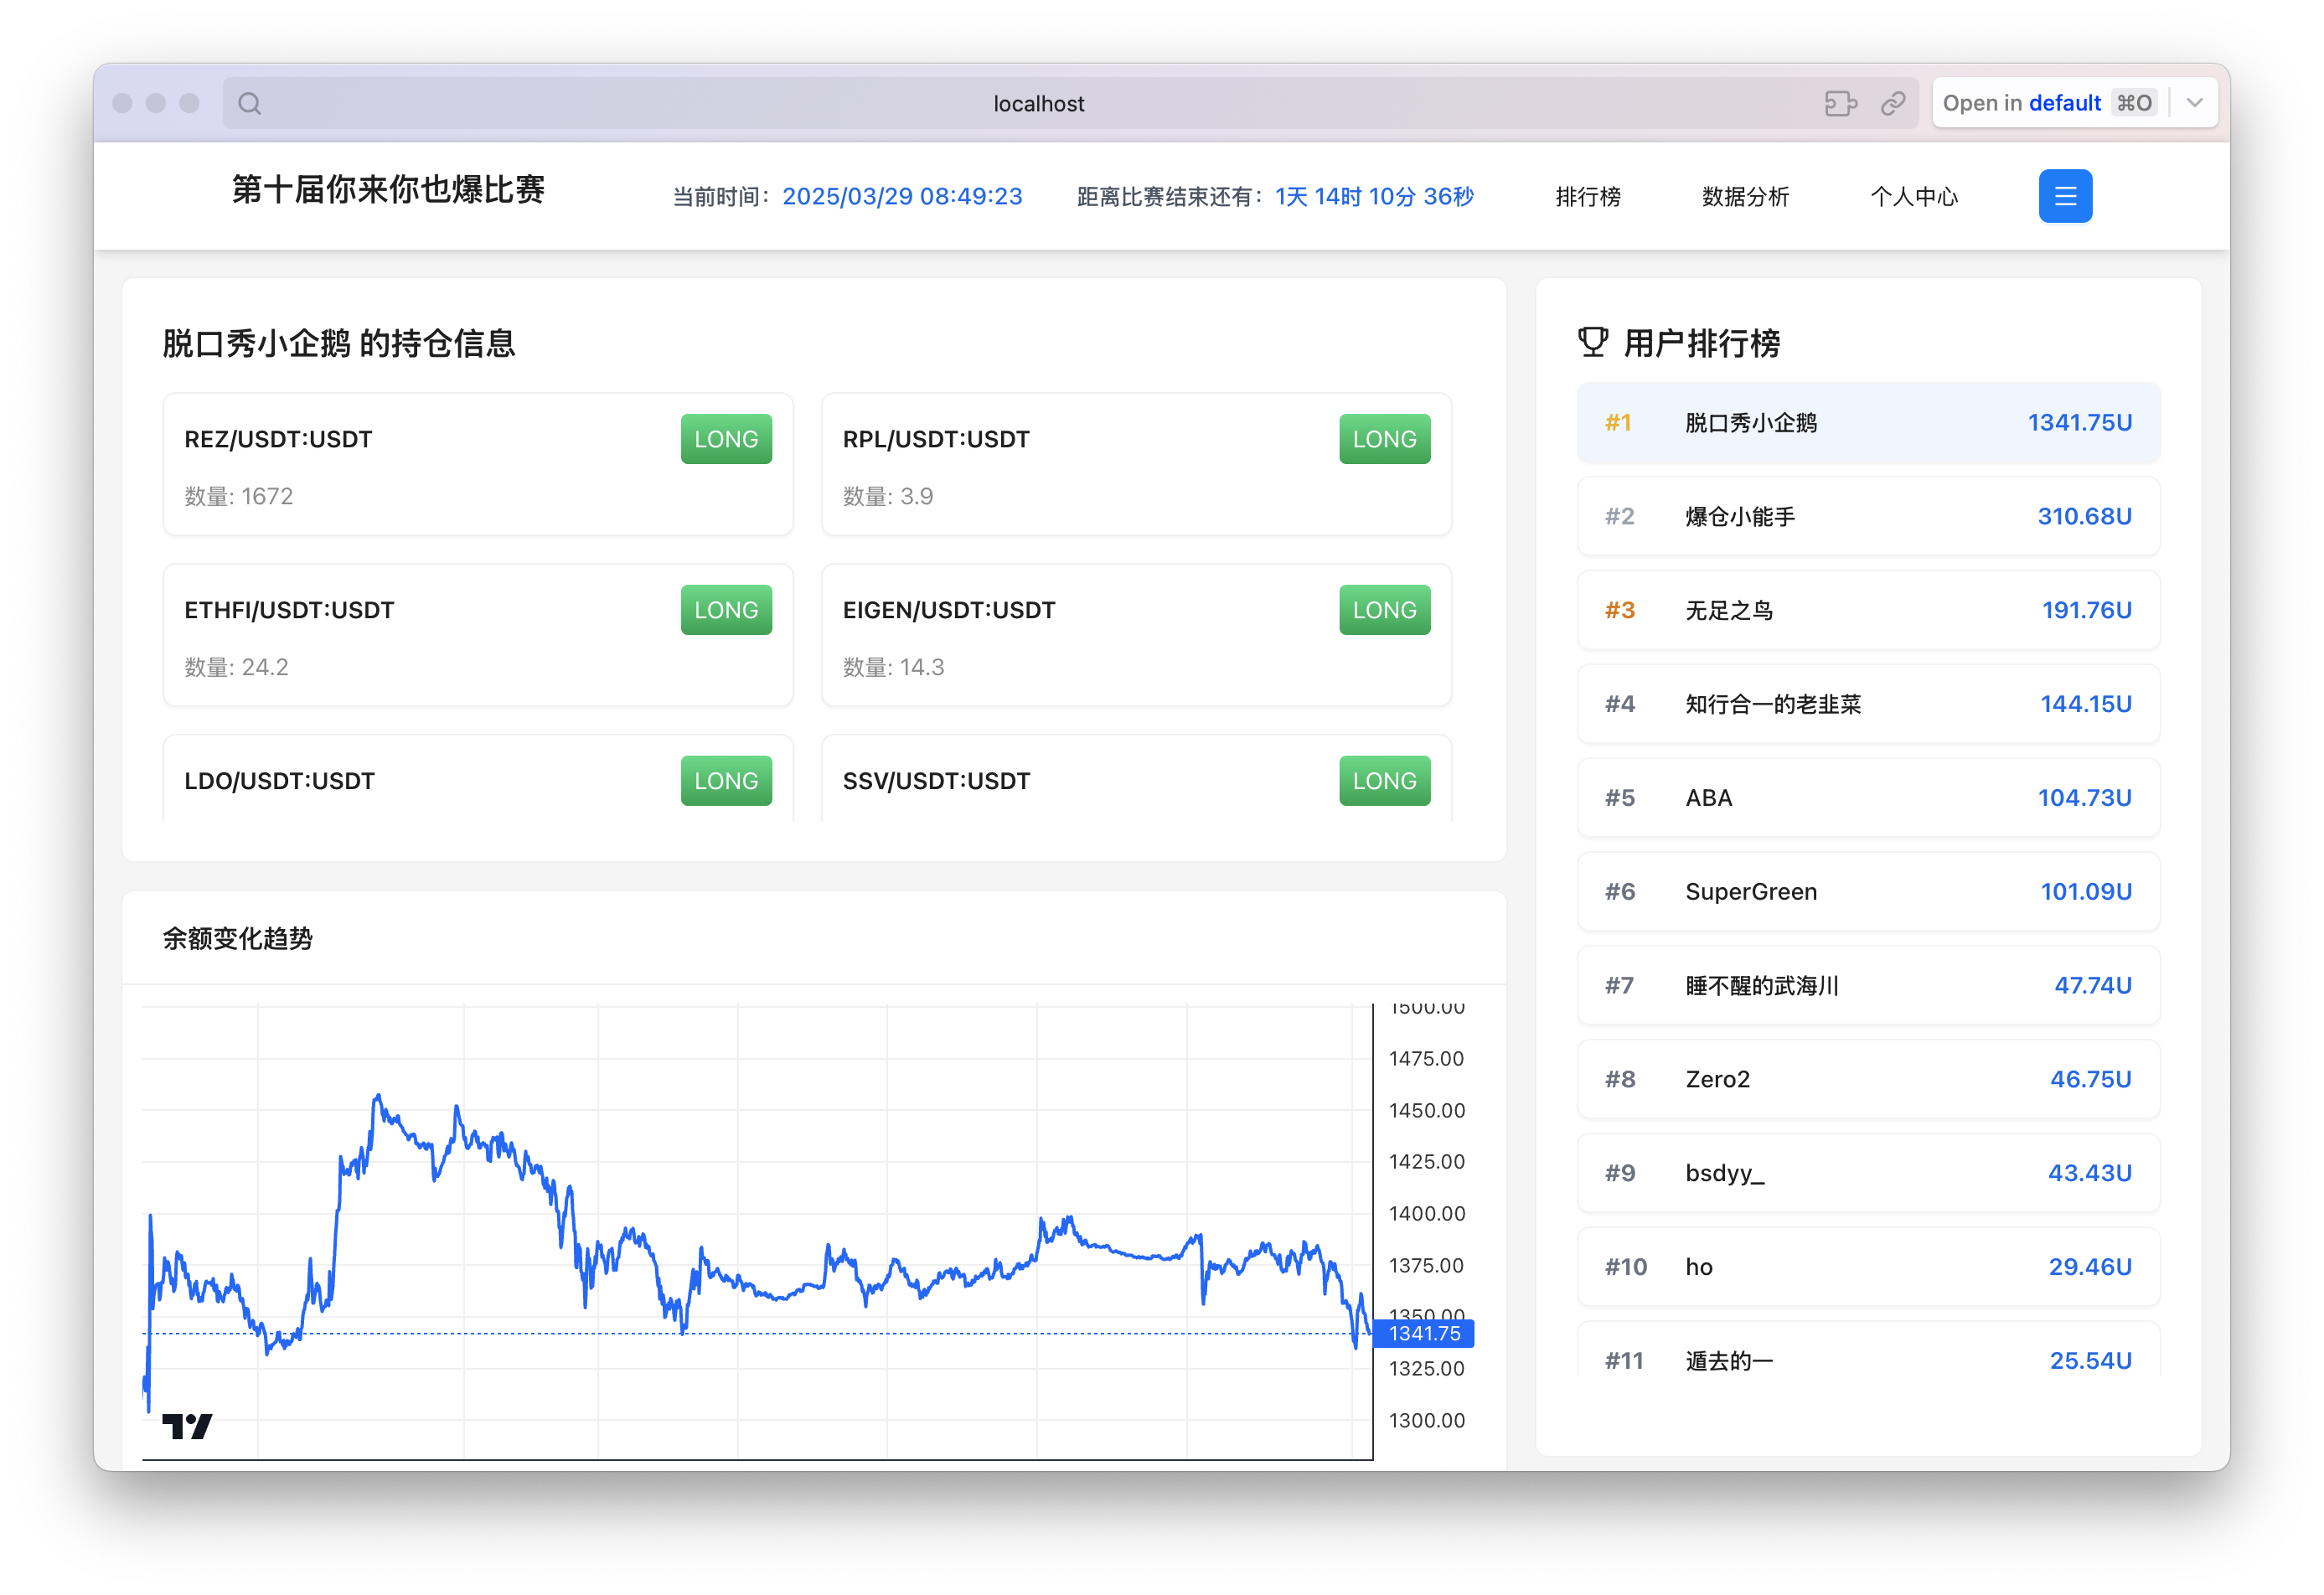 localhost
Open in default ⌘O
第十届你来你也爆比赛
当前时间：2025/03/29 08:49:23
距离比赛结束还有：1天 14时 10分 36秒
排行榜
数据分析
个人中心
脱口秀小企鹅 的持仓信息
REZ/USDT:USDT LONG
数量: 1672
RPL/USDT:USDT LONG
数量: 3.9
ETHFI/USDT:USDT LONG
数量: 24.2
EIGEN/USDT:USDT LONG
数量: 14.3
LDO/USDT:USDT LONG
SSV/USDT:USDT LONG
余额变化趋势
1500.00
1475.00
1450.00
1425.00
1400.00
1375.00
1350.00
1341.75
1325.00
1300.00
用户排行榜
#1 脱口秀小企鹅 1341.75U
#2 爆仓小能手 310.68U
#3 无足之鸟 191.76U
#4 知行合一的老韭菜 144.15U
#5 ABA 104.73U
#6 SuperGreen 101.09U
#7 睡不醒的武海川 47.74U
#8 Zero2 46.75U
#9 bsdyy_ 43.43U
#10 ho 29.46U
#11 遁去的一 25.54U